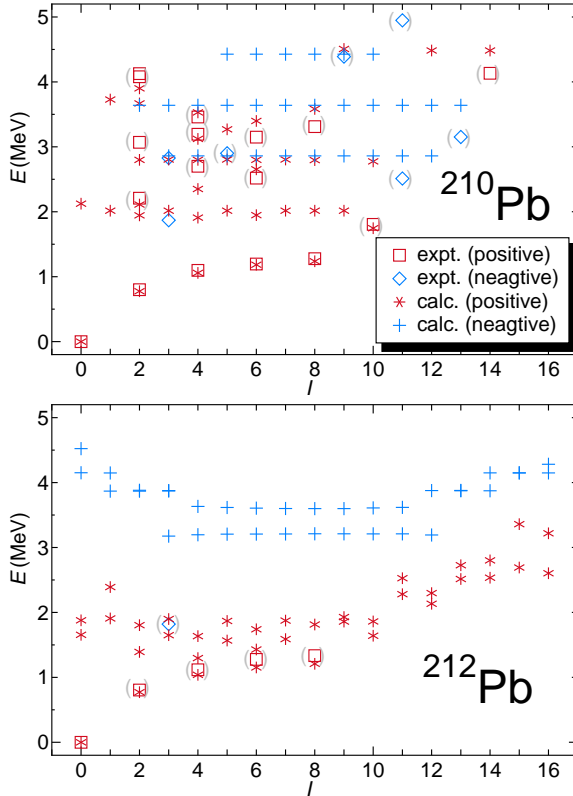 5
4
3
2
1
0
E(MeV)
210Pb
expt. (positive)
expt. (neagtive)
calc. (positive)
calc. (neagtive)
0 2 4 6 8 10 12 14 16
I
5
4
3
2
1
0
E(MeV)
212Pb
0 2 4 6 8 10 12 14 16
I